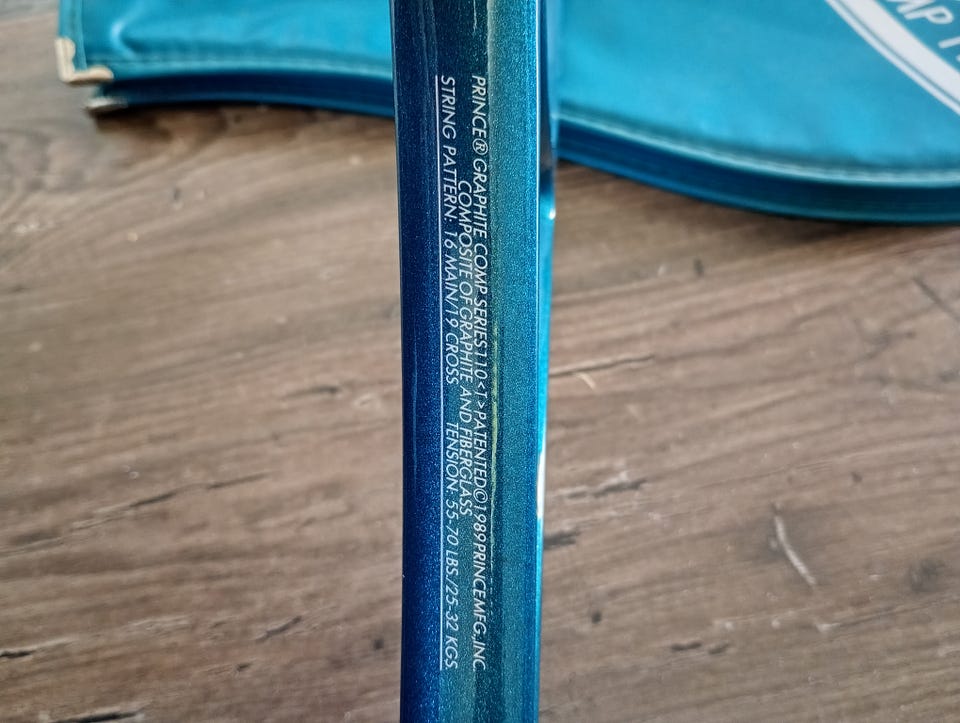 PRINCE® GRAPHITE COMP SERIES 110<T> PATENTED©1989 PRINCE MFG., INC.
COMPOSITE OF GRAPHITE AND FIBERGLASS
STRING PATTERN: 16 MAIN/19 CROSS TENSION: 55-70 LBS./25-32 KGS.